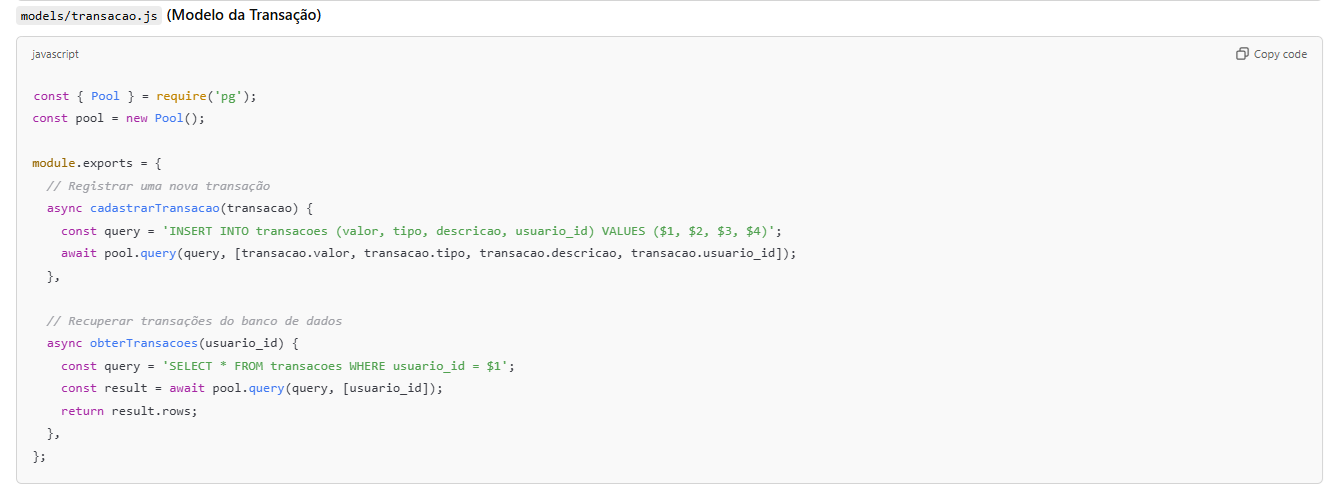 models/transacao.js (Modelo da Transação)
javascript
Copy code
const { Pool } = require('pg');
const pool = new Pool();
module.exports = {
// Registrar uma nova transação
async cadastrarTransacao(transacao) {
const query = 'INSERT INTO transacoes (valor, tipo, descricao, usuario_id) VALUES ($1, $2, $3, $4)';
await pool.query(query, [transacao.valor, transacao.tipo, transacao.descricao, transacao.usuario_id]);
},
// Recuperar transações do banco de dados
async obterTransacoes(usuario_id) {
const query = 'SELECT * FROM transacoes WHERE usuario_id = $1';
const result = await pool.query(query, [usuario_id]);
return result.rows;
},
};